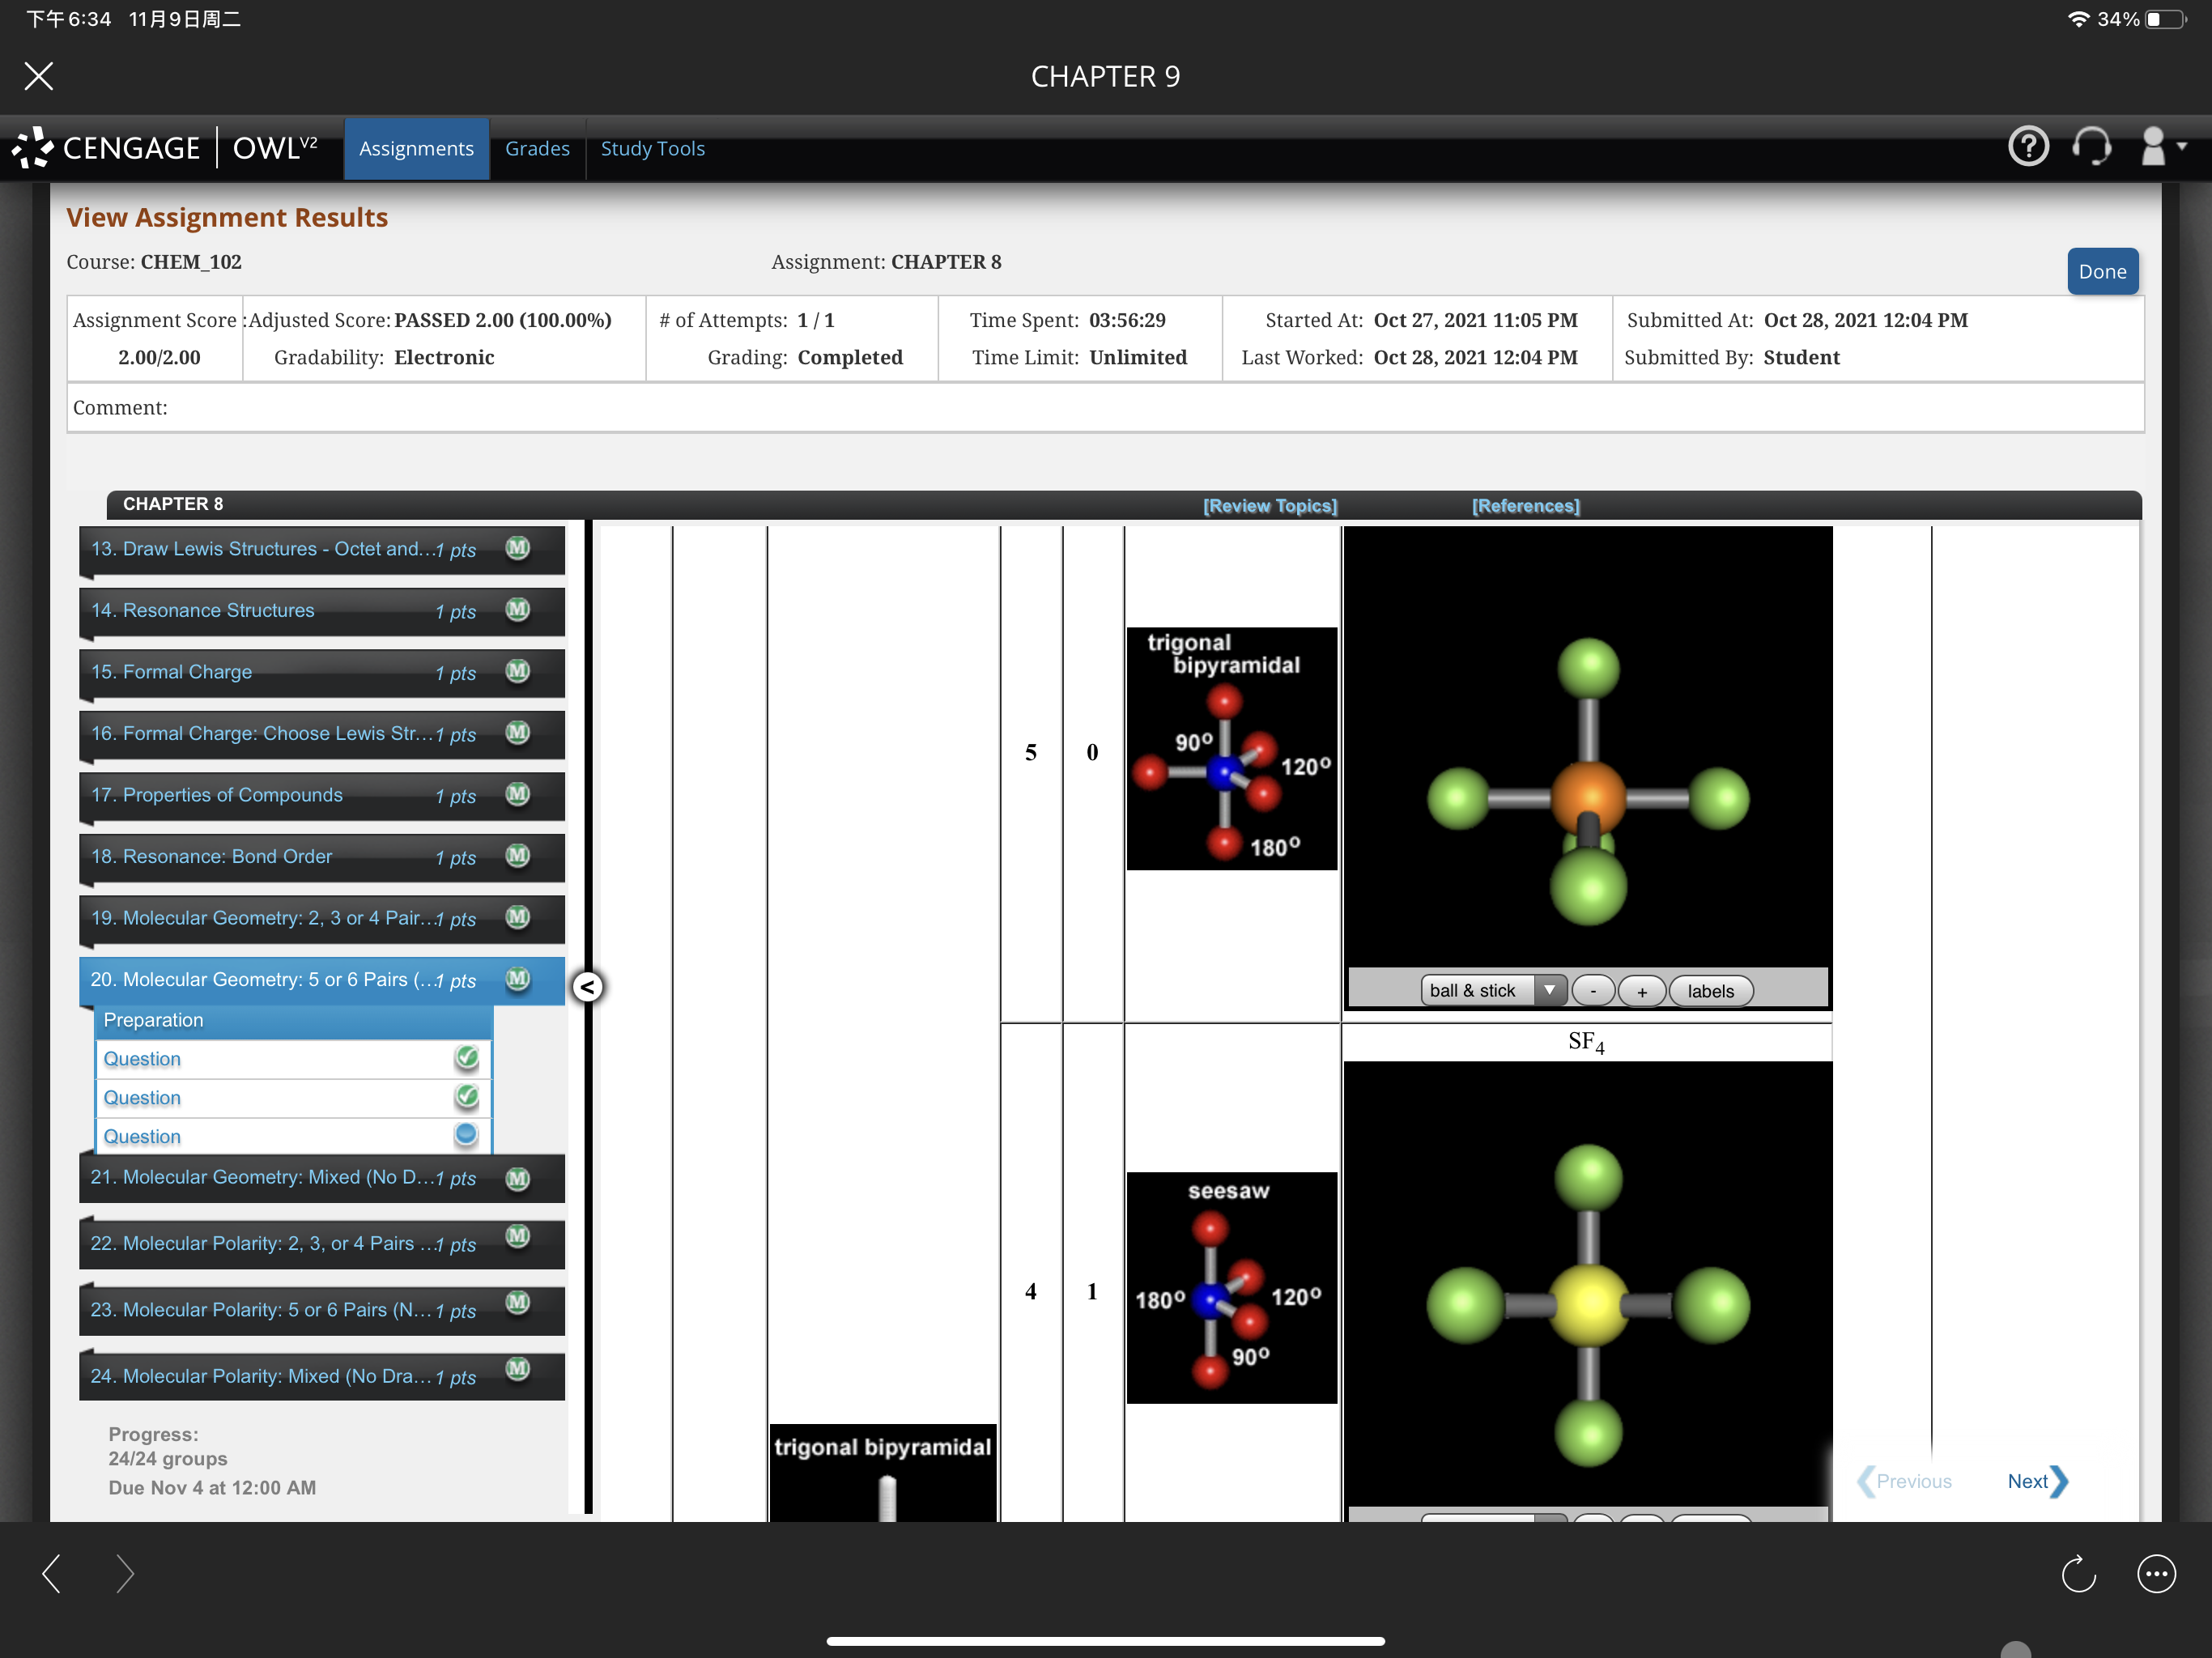 下午6:34 11月9日周二
34%
CHAPTER 9
CENGAGE OWLV2 Assignments Grades Study Tools
View Assignment Results
Course: CHEM_102 Assignment: CHAPTER 8
Done
Assignment Score : Adjusted Score: PASSED 2.00 (100.00%) # of Attempts: 1 / 1 Time Spent: 03:56:29 Started At: Oct 27, 2021 11:05 PM Submitted At: Oct 28, 2021 12:04 PM
2.00/2.00 Gradability: Electronic Grading: Completed Time Limit: Unlimited Last Worked: Oct 28, 2021 12:04 PM Submitted By: Student
Comment:
CHAPTER 8 [Review Topics] [References]
13. Draw Lewis Structures - Octet and...1 pts M
14. Resonance Structures 1 pts M
15. Formal Charge 1 pts M
16. Formal Charge: Choose Lewis Str...1 pts M
17. Properties of Compounds 1 pts M
18. Resonance: Bond Order 1 pts M
19. Molecular Geometry: 2, 3 or 4 Pair...1 pts M
20. Molecular Geometry: 5 or 6 Pairs (...1 pts M
Preparation
Question
Question
Question
21. Molecular Geometry: Mixed (No D...1 pts M
22. Molecular Polarity: 2, 3, or 4 Pairs ...1 pts M
23. Molecular Polarity: 5 or 6 Pairs (N...1 pts M
24. Molecular Polarity: Mixed (No Dra...1 pts M
Progress:
24/24 groups
Due Nov 4 at 12:00 AM
<
5 0
trigonal
bipyramidal
90o
120o
180o
ball & stick - + labels
SF4
4 1
seesaw
180o 120o
90o
trigonal bipyramidal
Previous Next